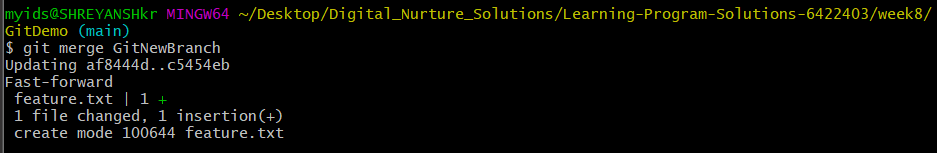 myids@SHREYANSHkr MINGW64 ~/Desktop/Digital_Nurture_Solutions/Learning-Program-Solutions-6422403/week8/
GitDemo (main)
$ git merge GitNewBranch
Updating af8444d..c5454eb
Fast-forward
 feature.txt | 1 +
 1 file changed, 1 insertion(+)
 create mode 100644 feature.txt